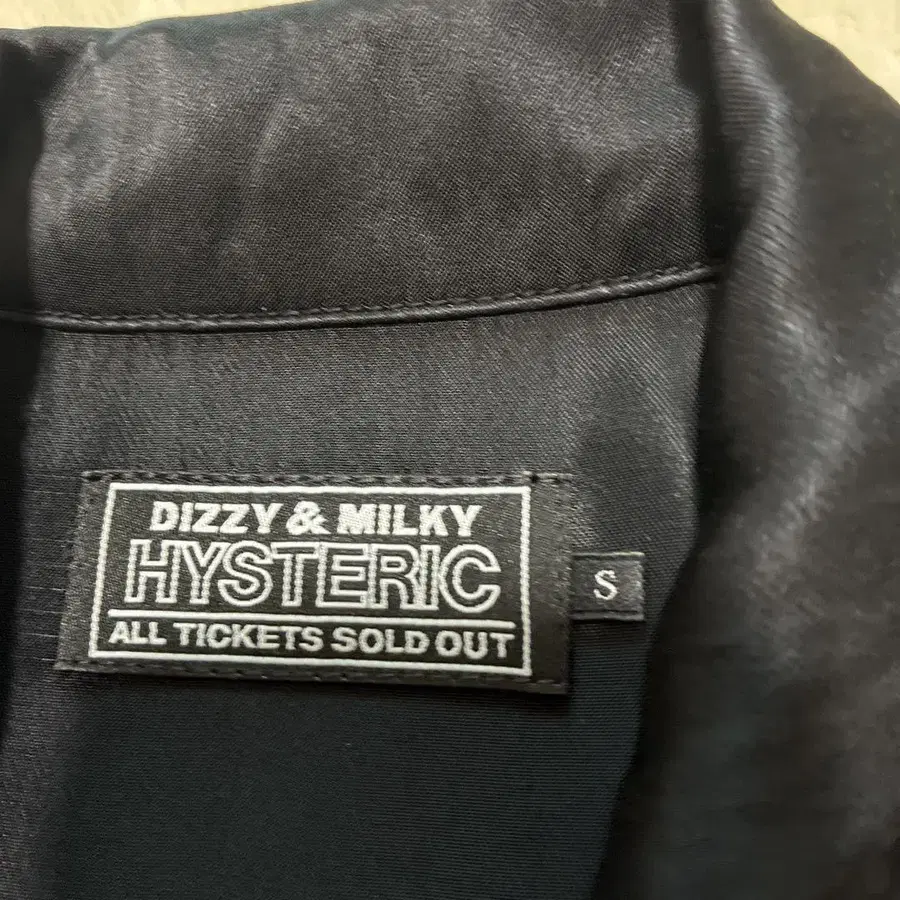 DIZZY & MILKY
HYSTERIC
ALL TICKETS SOLD OUT
S